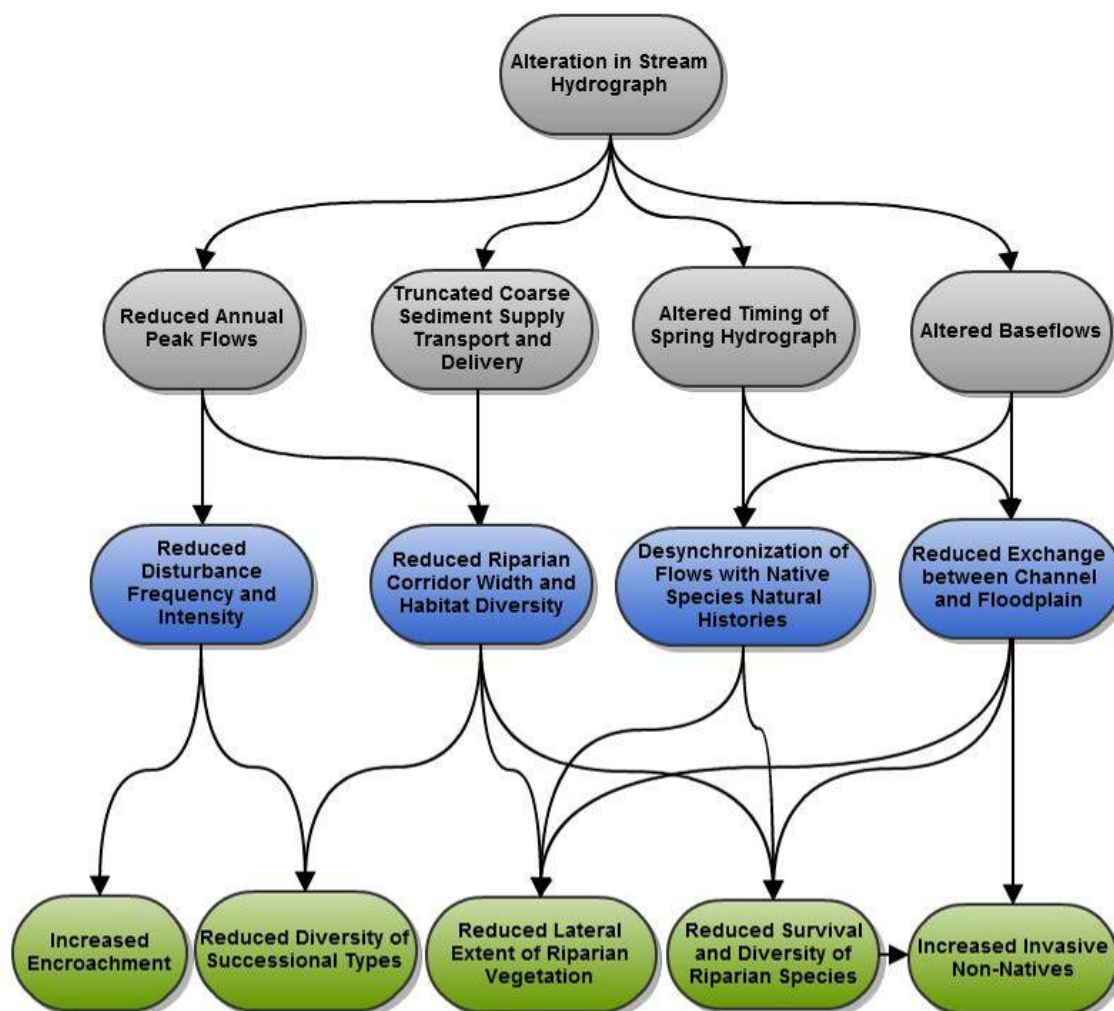 Alteration in Stream
Hydrograph
Reduced Annual
Peak Flows
Truncated Coarse
Sediment Supply
Transport and
Delivery
Altered Timing of
Spring Hydrograph
Altered Baseflows
Reduced
Disturbance
Frequency and
Intensity
Reduced Riparian
Corridor Width and
Habitat Diversity
Desynchronization of
Flows with Native
Species Natural
Histories
Reduced Exchange
between Channel
and Floodplain
Increased
Encroachment
Reduced Diversity of
Successional Types
Reduced Lateral
Extent of Riparian
Vegetation
Reduced Survival
and Diversity of
Riparian Species
Increased Invasive
Non-Natives